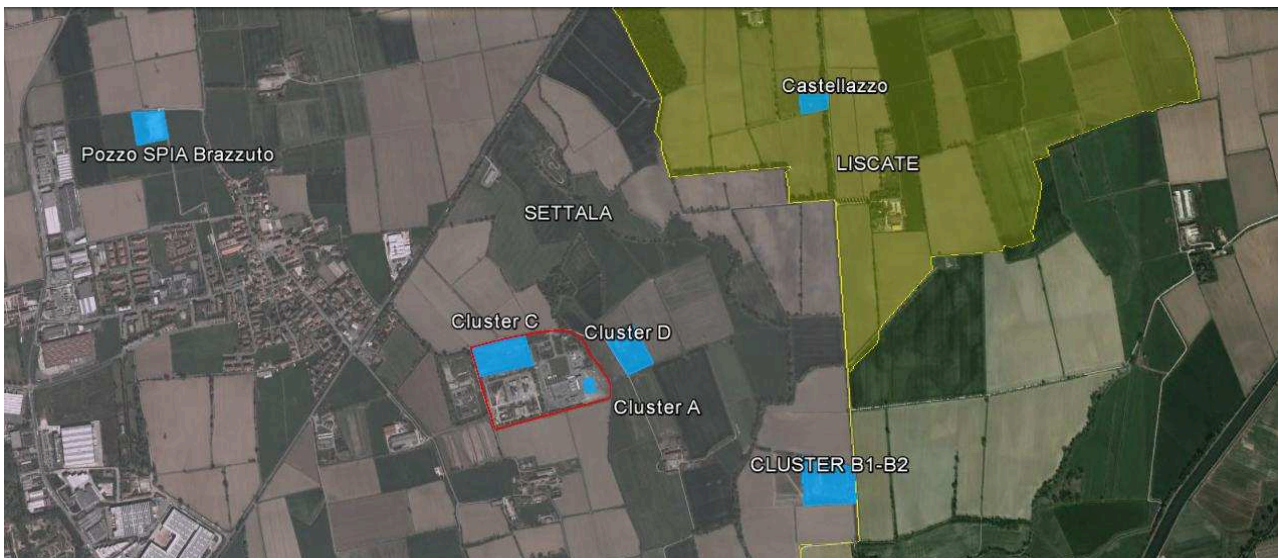 Castellazzo
Pozzo SPIA Brazzuto
LISCATE
SETTALA
Cluster C
Cluster D
Cluster A
CLUSTER B1-B2